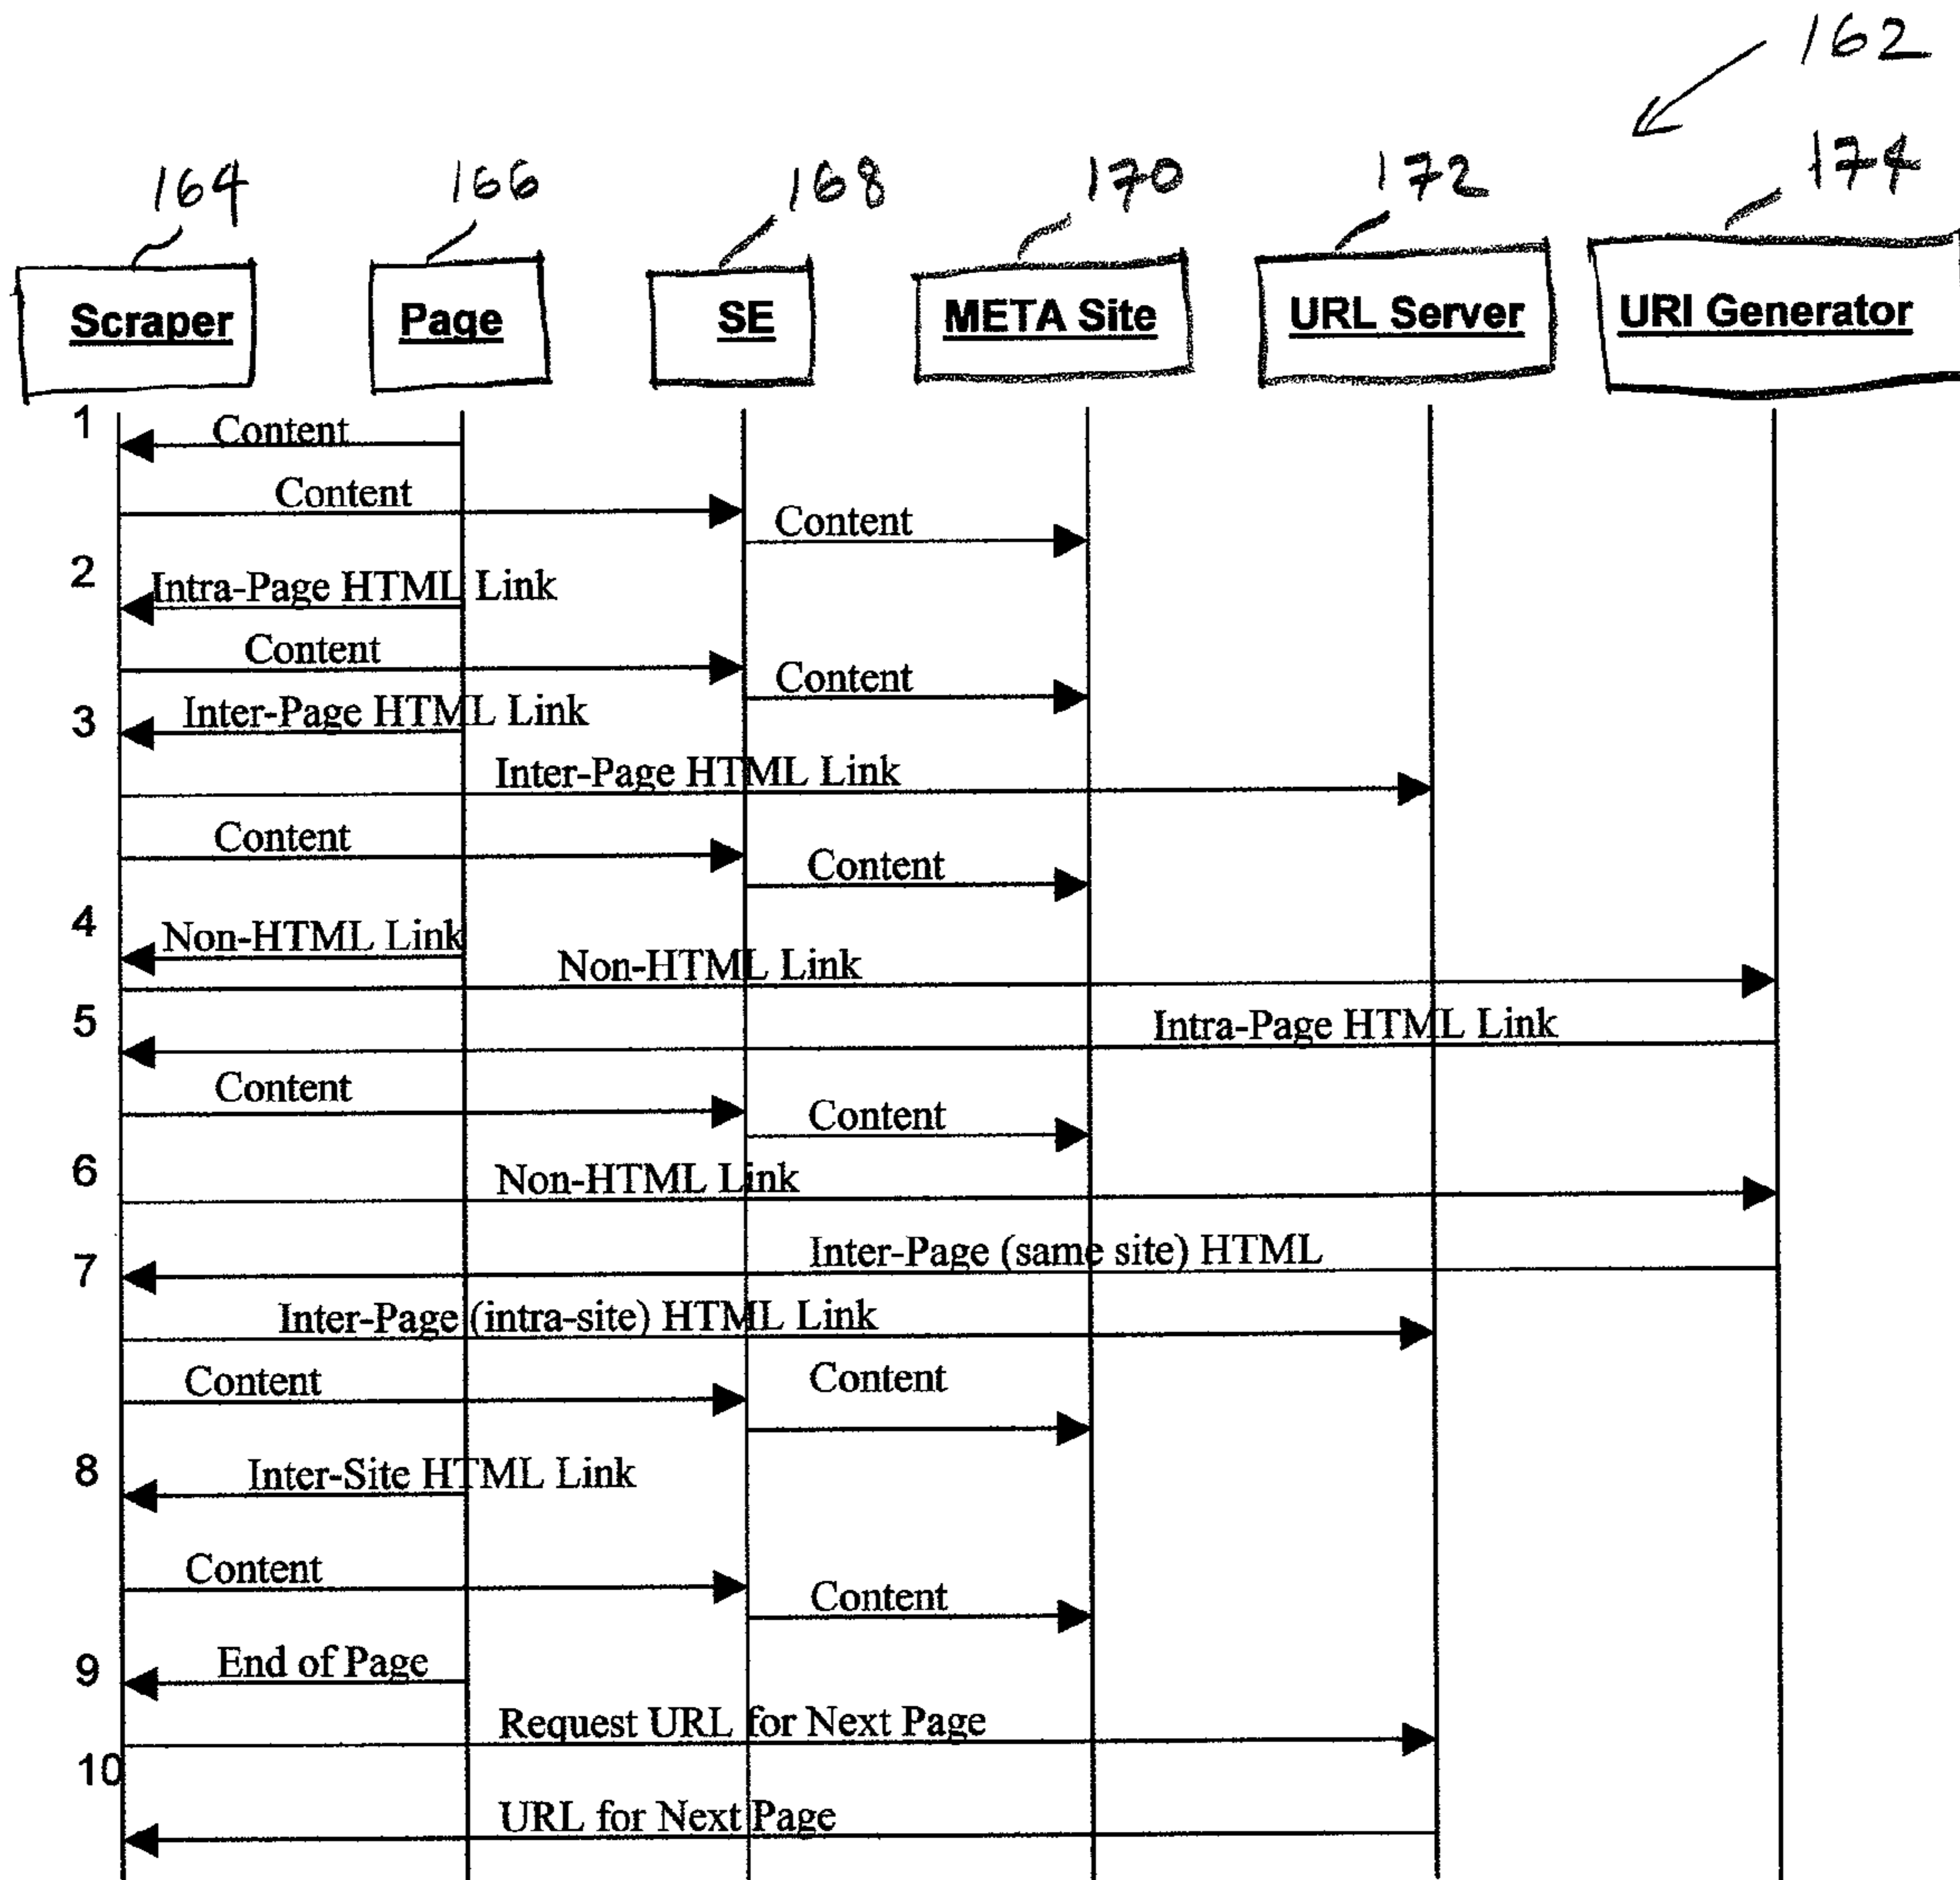 162
164
166
168
170
172
174
Scraper
Page
SE
META Site
URL Server
URI Generator
1
Content
Content
Content
2
Intra-Page HTML Link
Content
Content
3
Inter-Page HTML Link
Inter-Page HTML Link
Content
Content
4
Non-HTML Link
Non-HTML Link
5
Intra-Page HTML Link
Content
Content
6
Non-HTML Link
7
Inter-Page (same site) HTML
Inter-Page (intra-site) HTML Link
Content
Content
8
Inter-Site HTML Link
Content
Content
9
End of Page
Request URL for Next Page
10
URL for Next Page